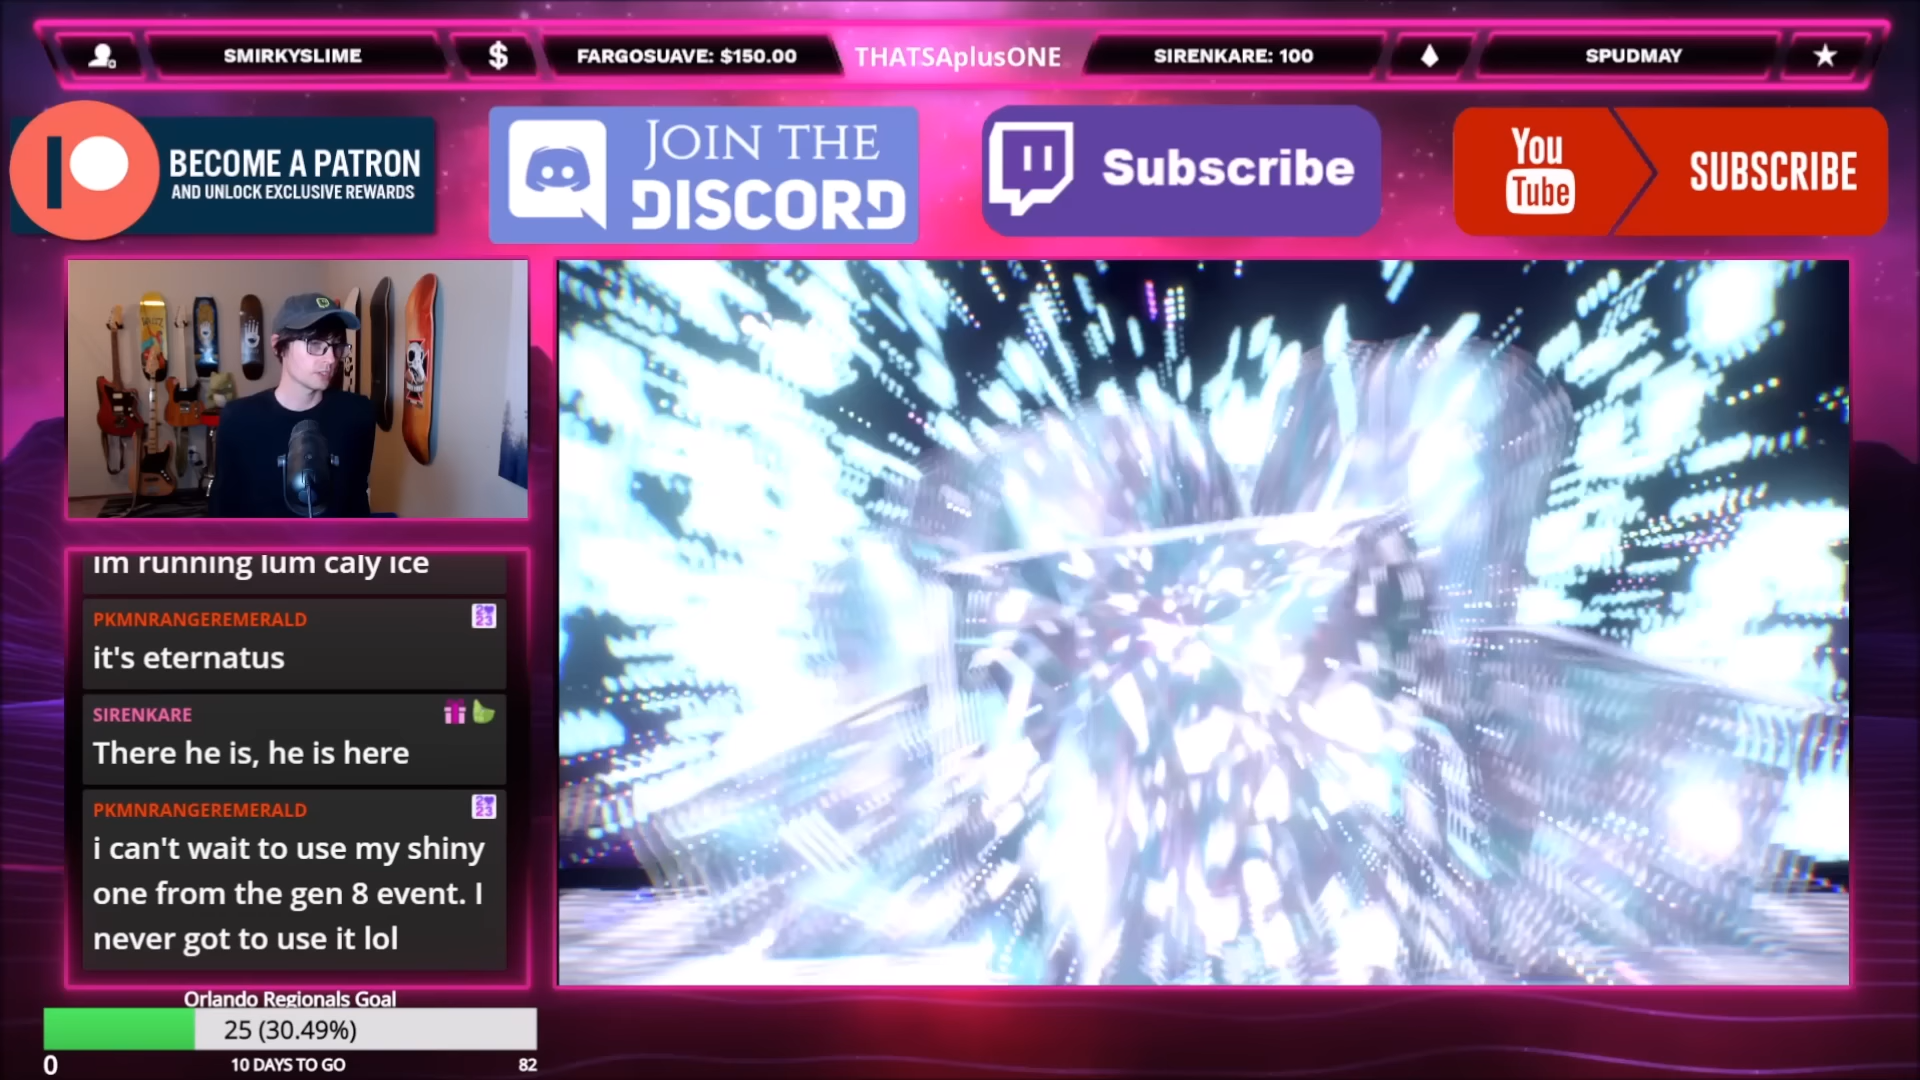 SMIRKYSLIME
$
FARGOSUAVE: $150.00
THATSAplusONE
SIRENKARE: 100
SPUDMAY
BECOME A PATRON
AND UNLOCK EXCLUSIVE REWARDS
JOIN THE
DISCORD
Subscribe
You
Tube
SUBSCRIBE
im running lum caly ice
PKMNRANGEREMERALD
it's eternatus
SIRENKARE
There he is, he is here
PKMNRANGEREMERALD
i can't wait to use my shiny
one from the gen 8 event. I
never got to use it lol
Orlando Regionals Goal
25 (30.49%)
0
10 DAYS TO GO
82